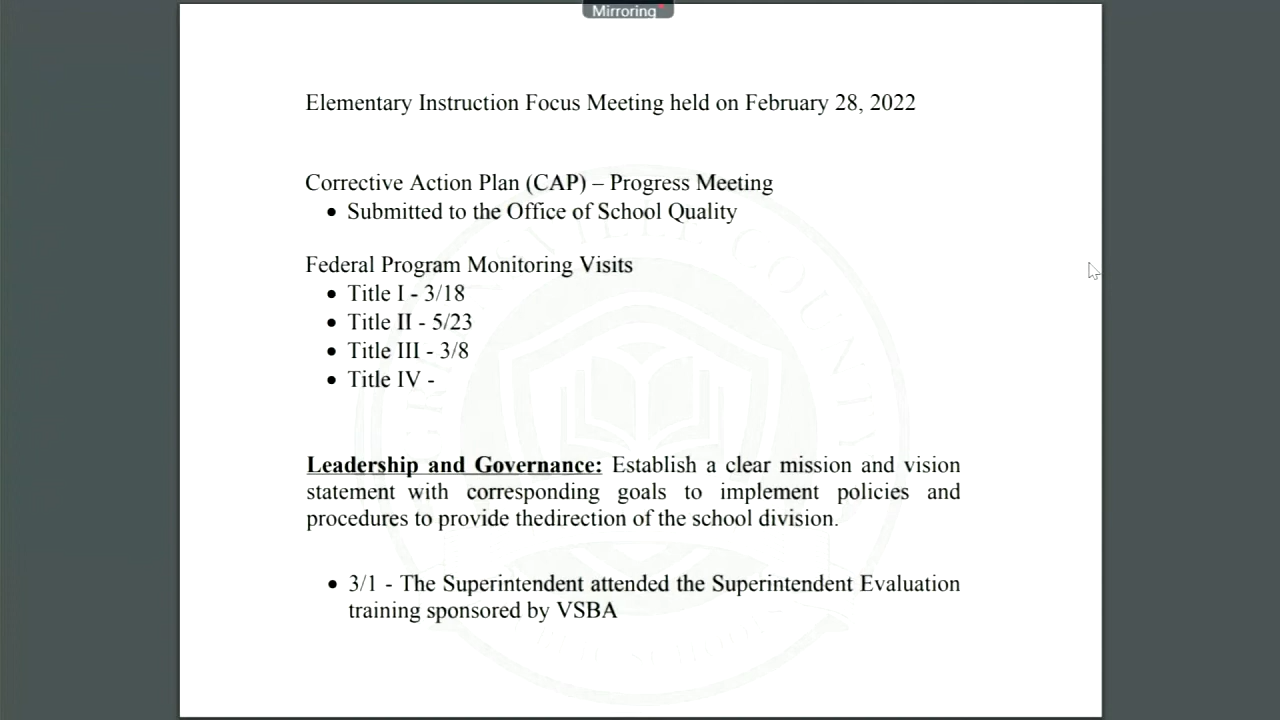 Mirroring
Elementary Instruction Focus Meeting held on February 28, 2022
Corrective Action Plan (CAP) – Progress Meeting
• Submitted to the Office of School Quality
Federal Program Monitoring Visits
• Title I - 3/18
• Title II - 5/23
• Title III - 3/8
• Title IV -
Leadership and Governance: Establish a clear mission and vision
statement with corresponding goals to implement policies and
procedures to provide thedirection of the school division.
• 3/1 - The Superintendent attended the Superintendent Evaluation
training sponsored by VSBA